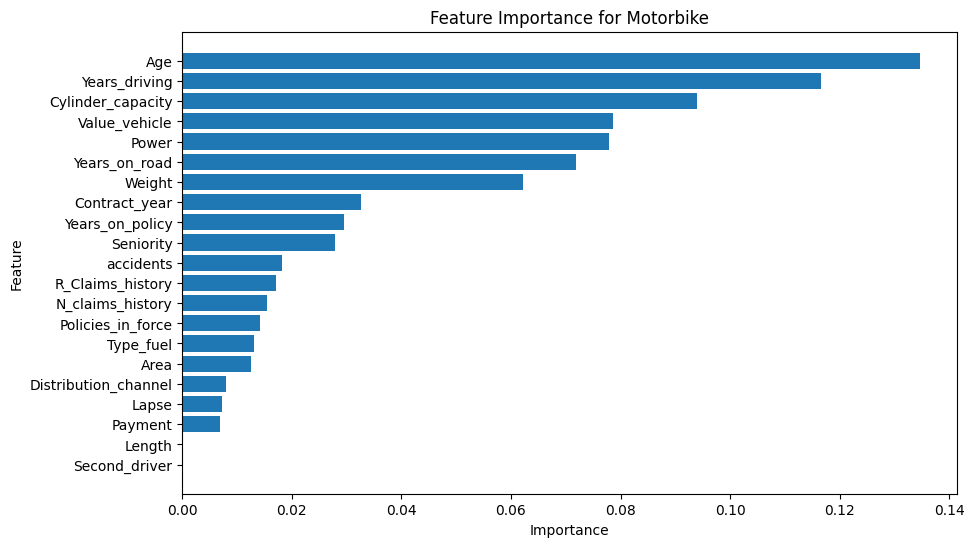 Feature Importance for Motorbike
Feature
Age
Years_driving
Cylinder_capacity
Value_vehicle
Power
Years_on_road
Weight
Contract_year
Years_on_policy
Seniority
accidents
R_Claims_history
N_claims_history
Policies_in_force
Type_fuel
Area
Distribution_channel
Lapse
Payment
Length
Second_driver
0.00 0.02 0.04 0.06 0.08 0.10 0.12 0.14
Importance